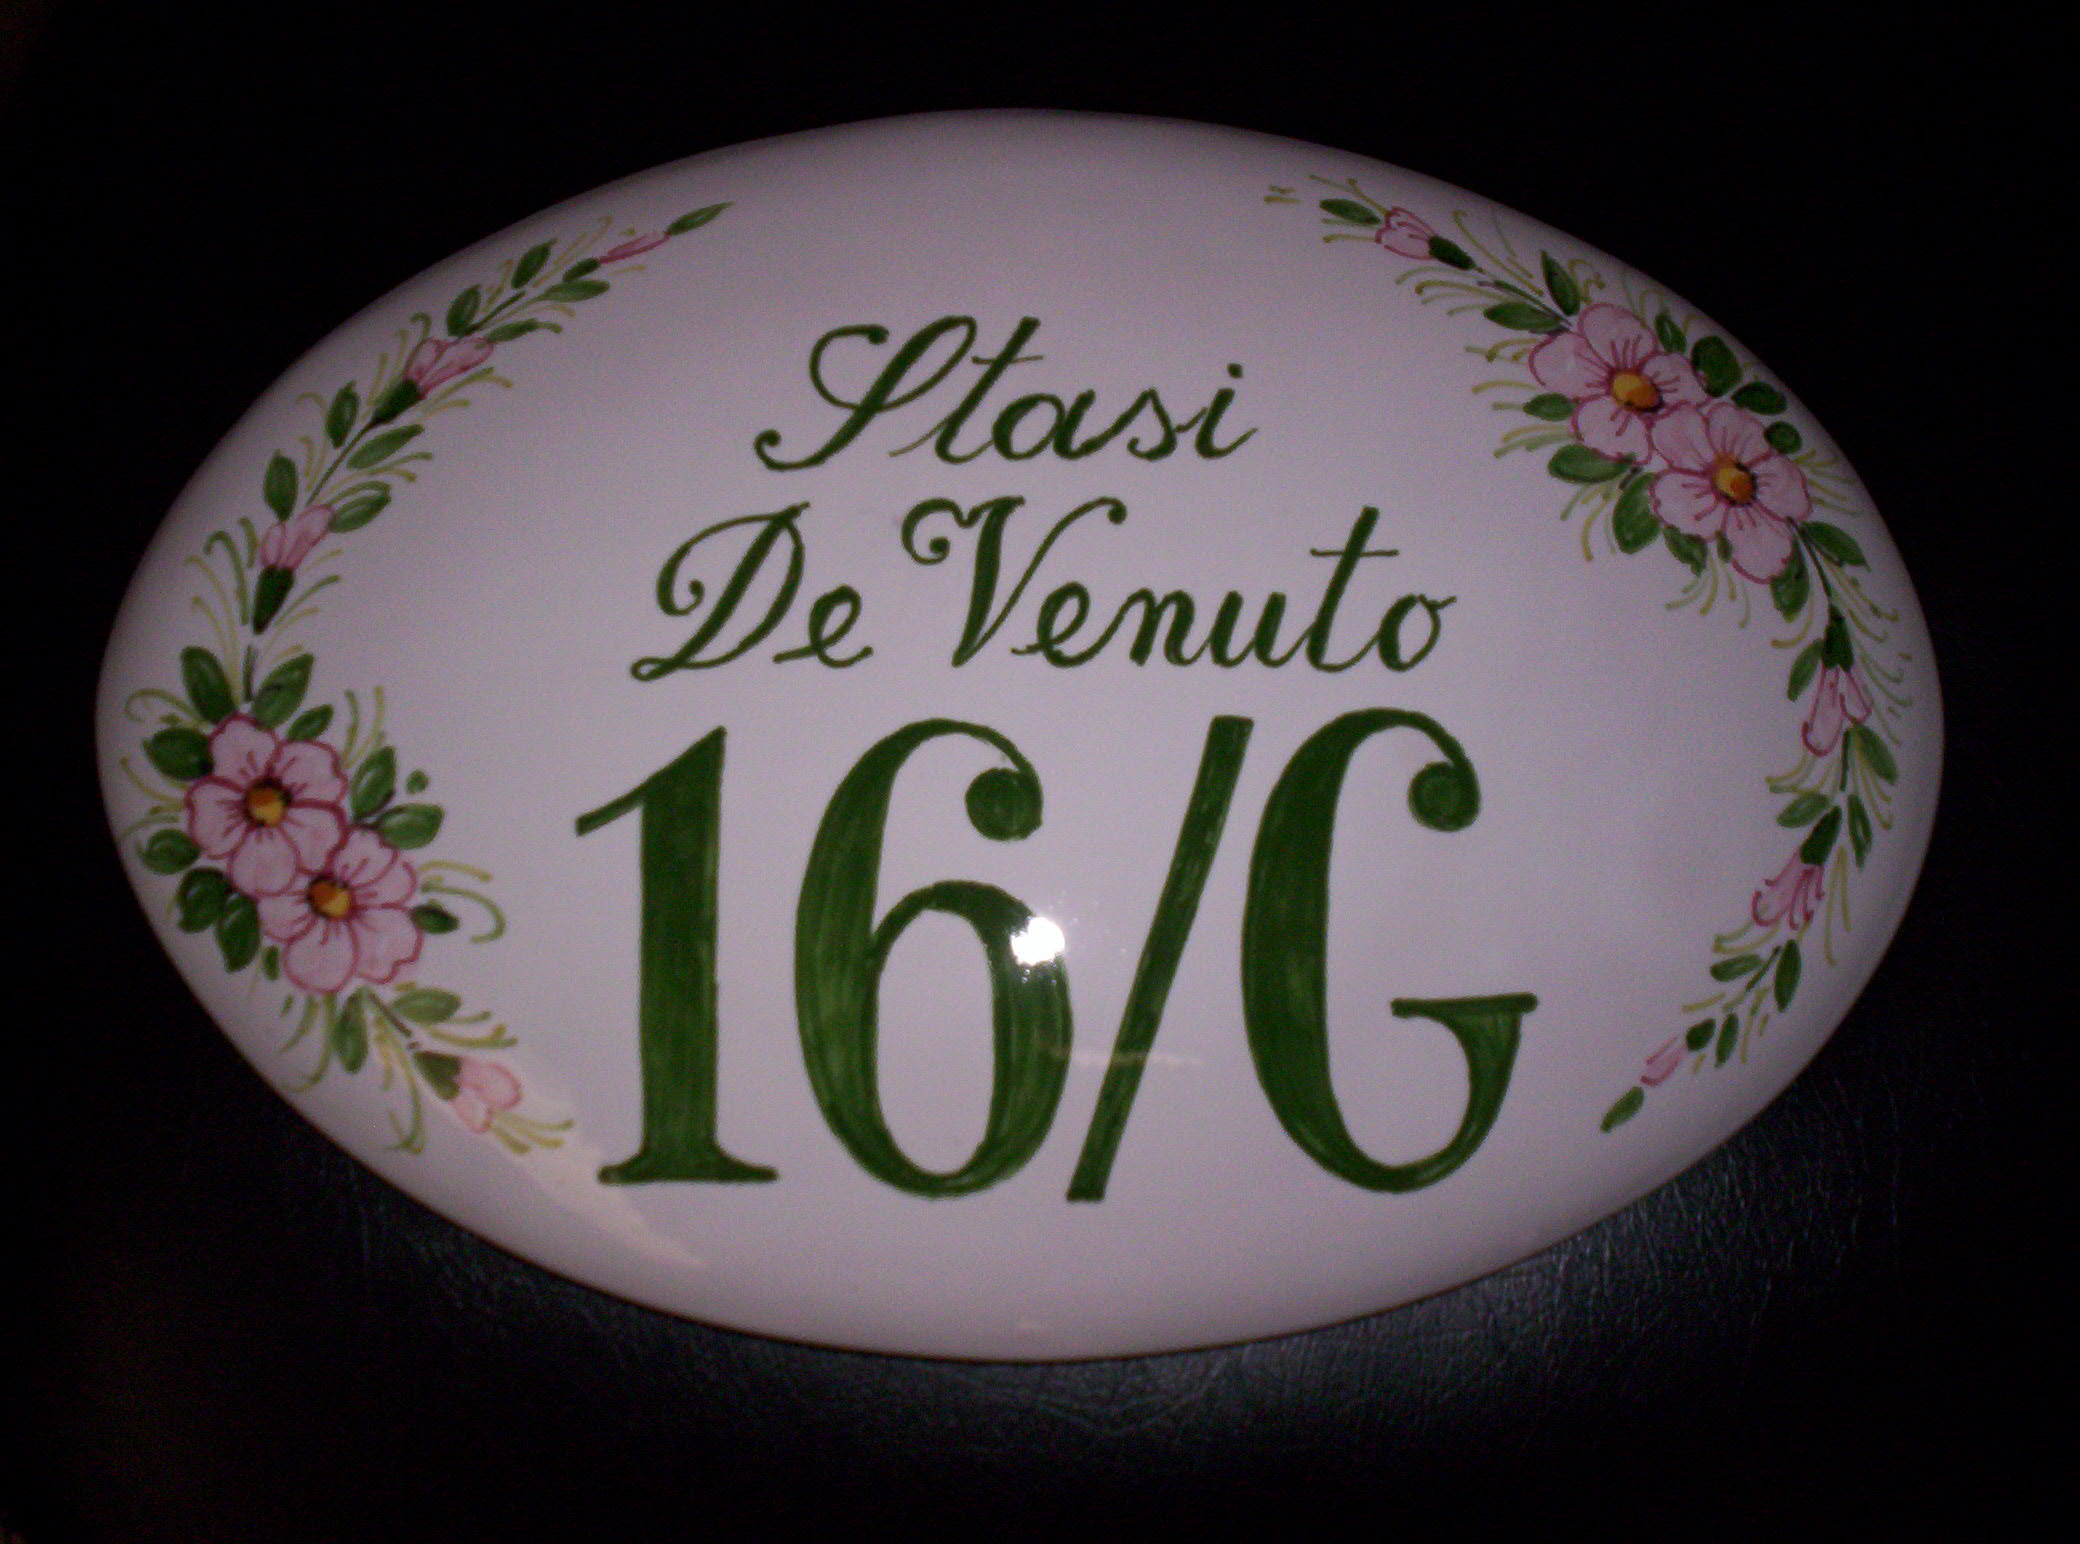 Stasi
De Venuto
16/G